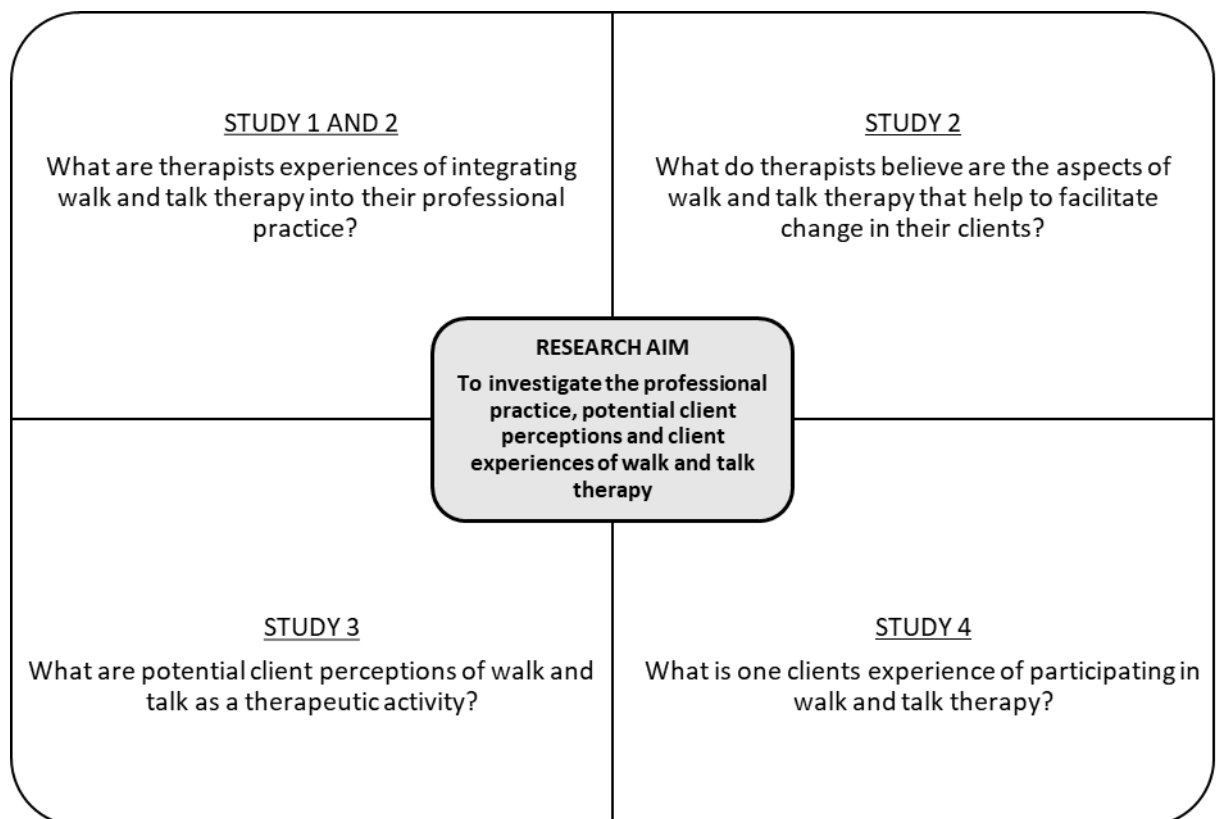 STUDY 1 AND 2
What are therapists experiences of integrating
walk and talk therapy into their professional
practice?
STUDY 2
What do therapists believe are the aspects of
walk and talk therapy that help to facilitate
change in their clients?
RESEARCH AIM
To investigate the professional
practice, potential client
perceptions and client
experiences of walk and talk
therapy
STUDY 3
What are potential client perceptions of walk and
talk as a therapeutic activity?
STUDY 4
What is one clients experience of participating in
walk and talk therapy?